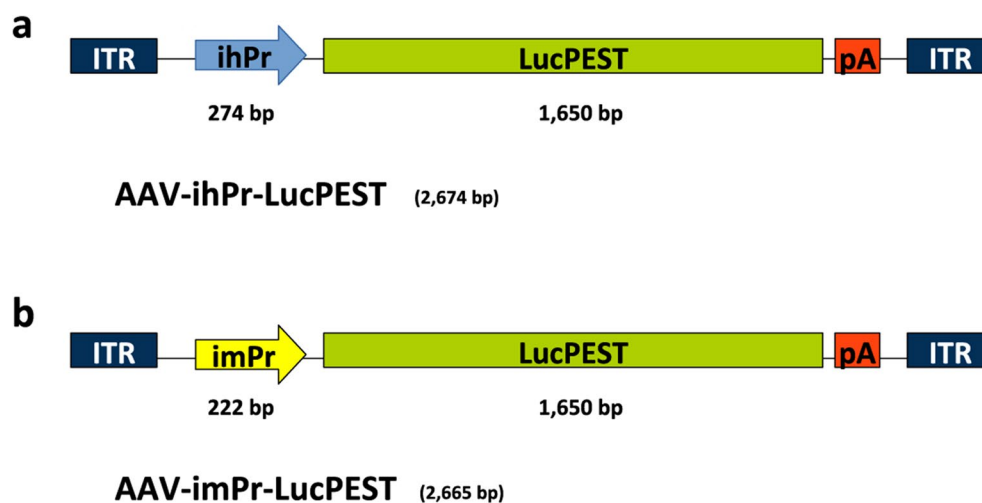 a
ITR ihPr LucPEST pA ITR
274 bp 1,650 bp
AAV-ihPr-LucPEST (2,674 bp)
b
ITR imPr LucPEST pA ITR
222 bp 1,650 bp
AAV-imPr-LucPEST (2,665 bp)